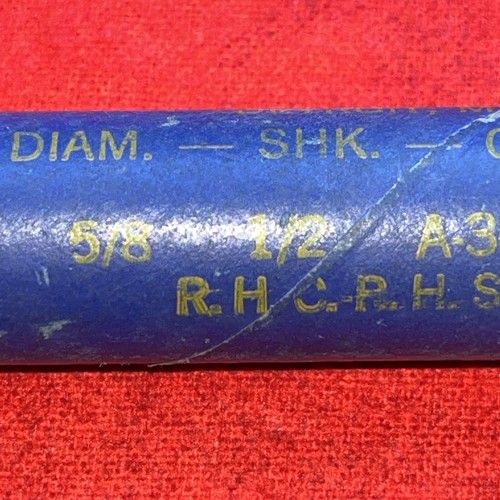 DIAM. — SHK. —
5/8 1/2 A-3
R.H.C.-R.H.S